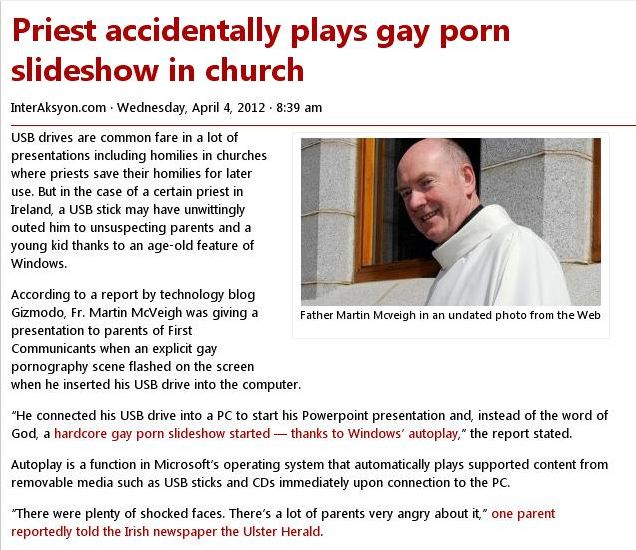 Priest accidentally plays gay porn
slideshow in church
InterAksyon.com · Wednesday, April 4, 2012 · 8:39 am
USB drives are common fare in a lot of
presentations including homilies in churches
where priests save their homilies for later
use. But in the case of a certain priest in
Ireland, a USB stick may have unwittingly
outed him to unsuspecting parents and a
young kid thanks to an age-old feature of
Windows.
Father Martin Mcveigh in an undated photo from the Web
According to a report by technology blog
Gizmodo, Fr. Martin McVeigh was giving a
presentation to parents of First
Communicants when an explicit gay
pornography scene flashed on the screen
when he inserted his USB drive into the computer.
“He connected his USB drive into a PC to start his Powerpoint presentation and, instead of the word of
God, a hardcore gay porn slideshow started — thanks to Windows’ autoplay,” the report stated.
Autoplay is a function in Microsoft’s operating system that automatically plays supported content from
removable media such as USB sticks and CDs immediately upon connection to the PC.
“There were plenty of shocked faces. There’s a lot of parents very angry about it,” one parent
reportedly told the Irish newspaper the Ulster Herald.